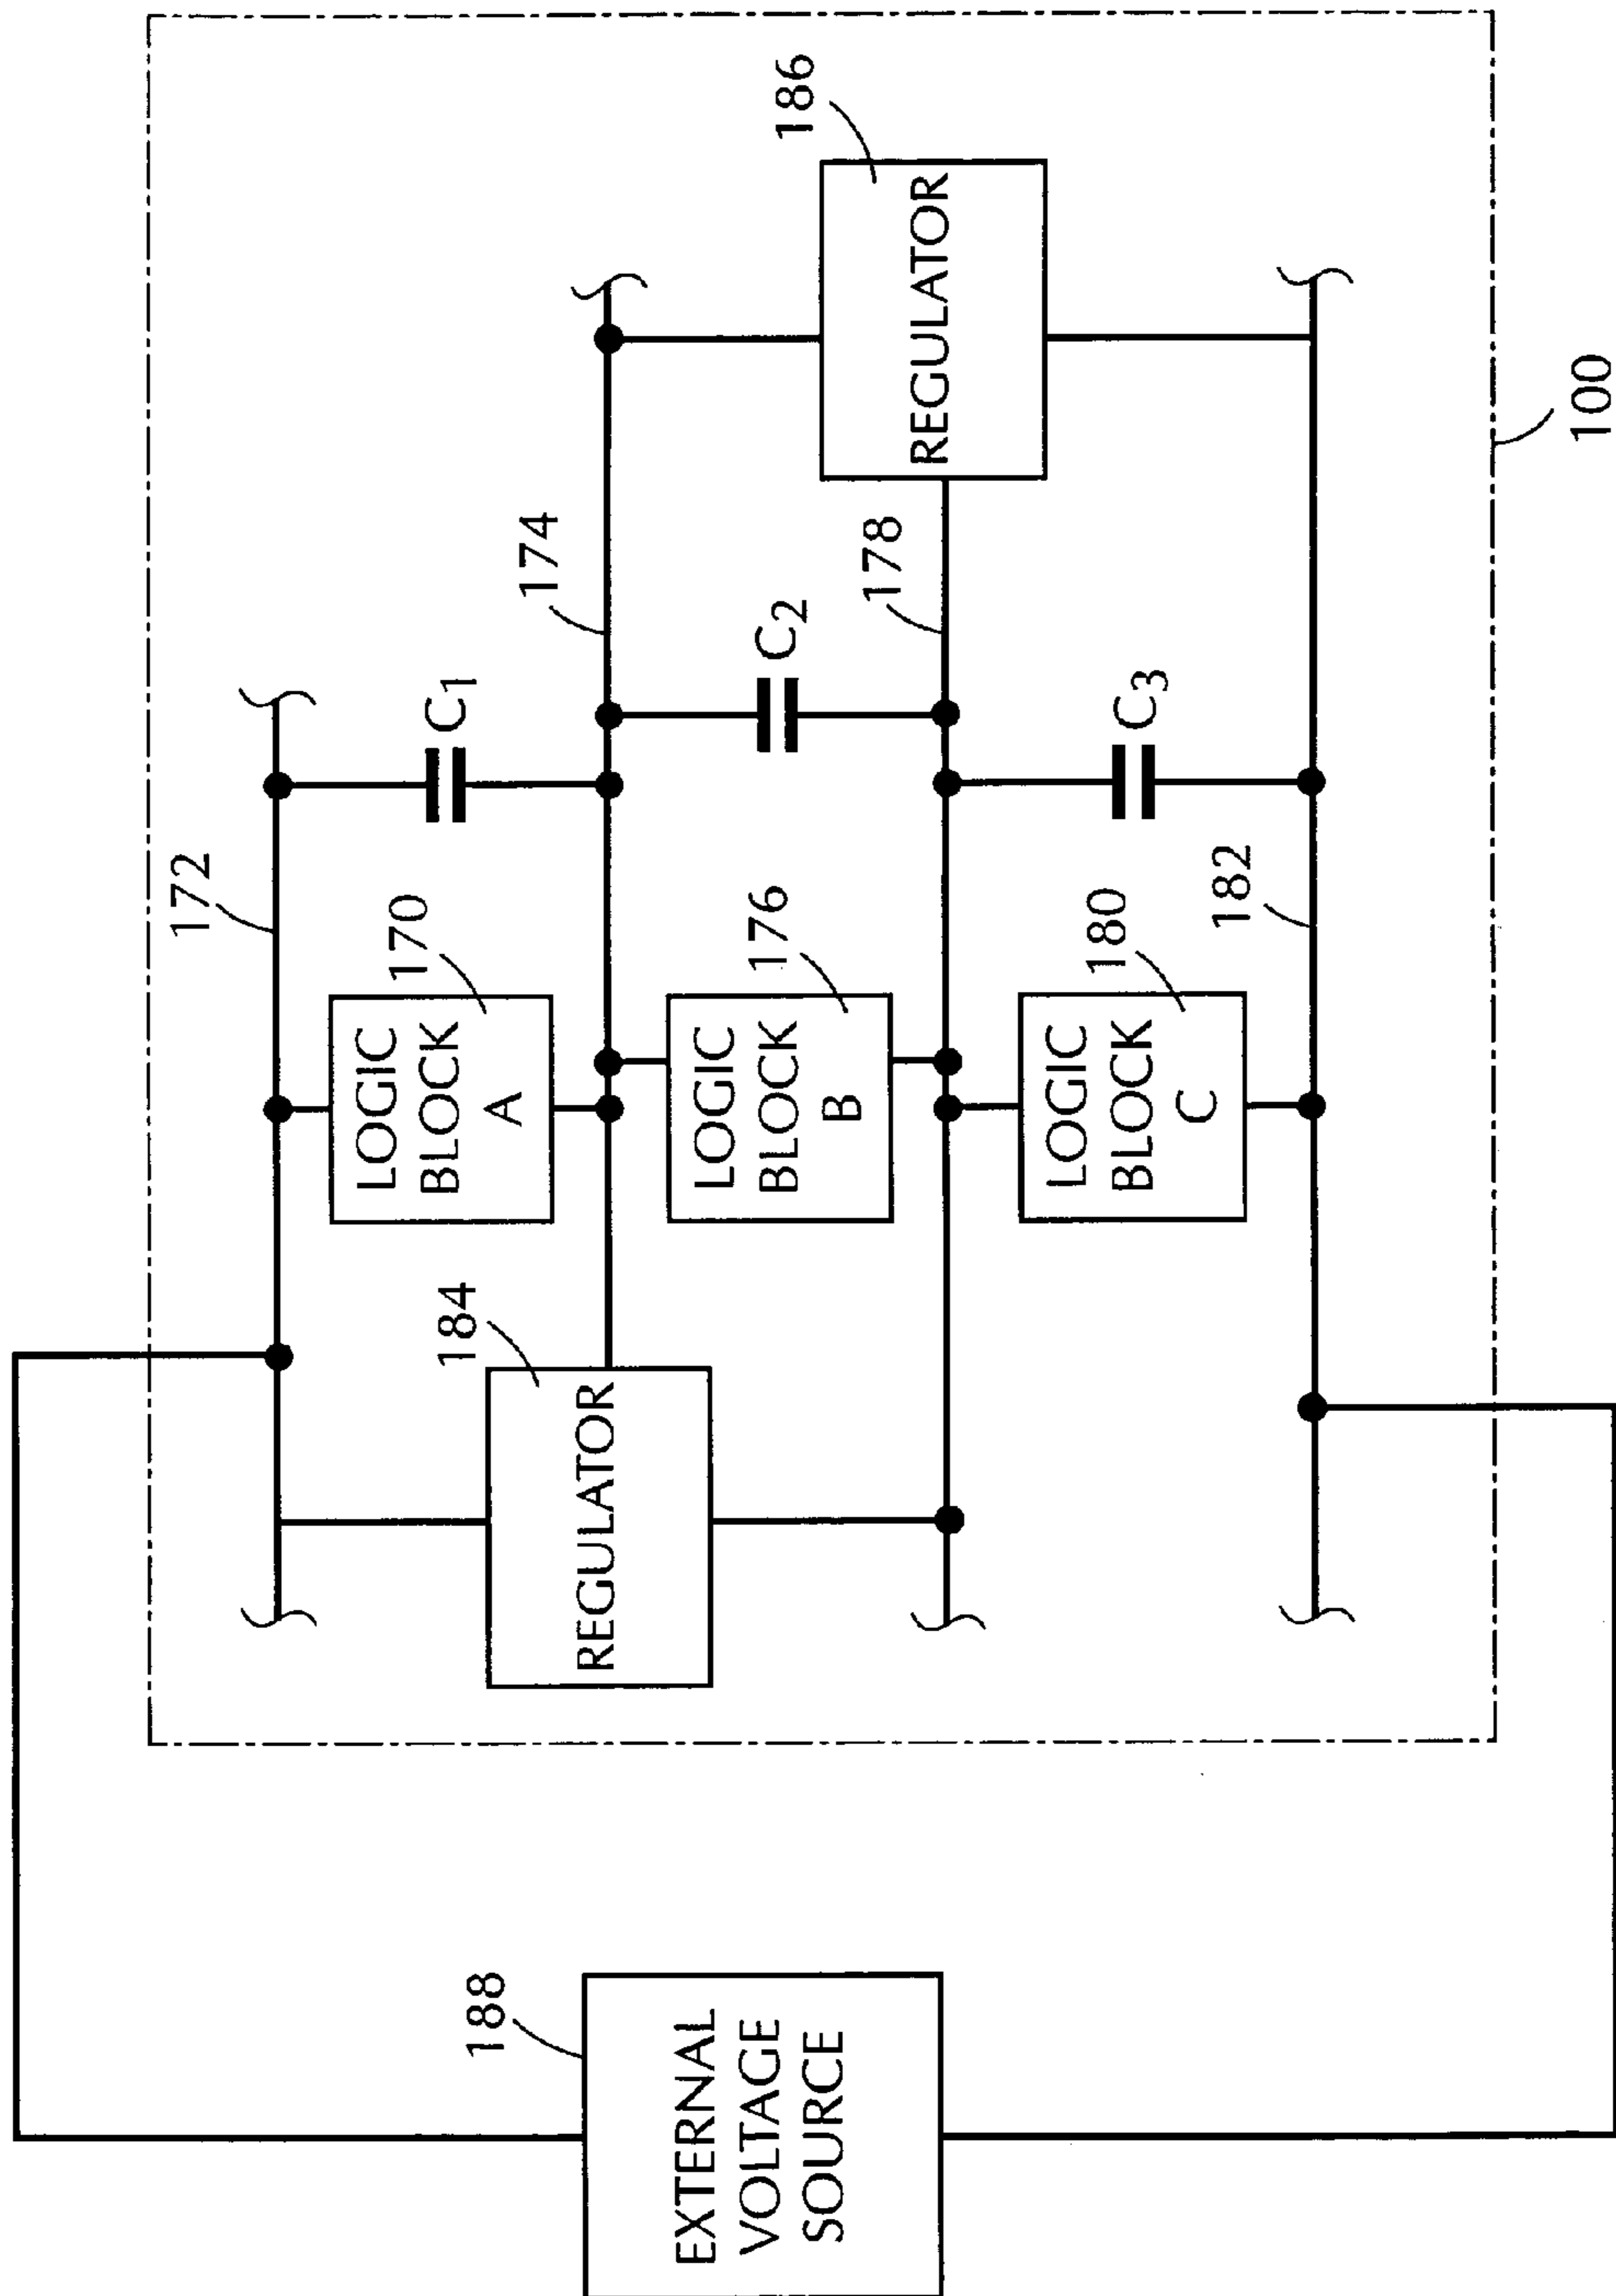 172
C1
LOGIC
BLOCK
A
170
174
184
REGULATOR
C2
LOGIC
BLOCK
B
176
178
186
REGULATOR
C3
LOGIC
BLOCK
C
180
182
188
EXTERNAL
VOLTAGE
SOURCE
100